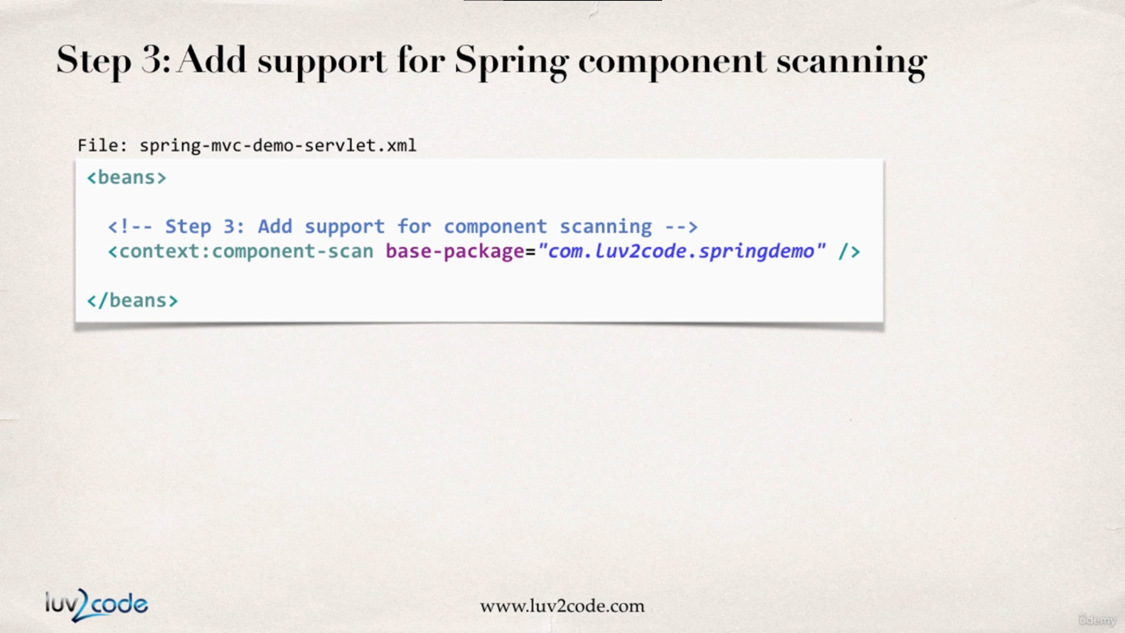 Step 3: Add support for Spring component scanning
File: spring-mvc-demo-servlet.xml
<beans>
<!-- Step 3: Add support for component scanning -->
<context:component-scan base-package="com.luv2code.springdemo" />
</beans>
luv2code
www.luv2code.com
ûdemy